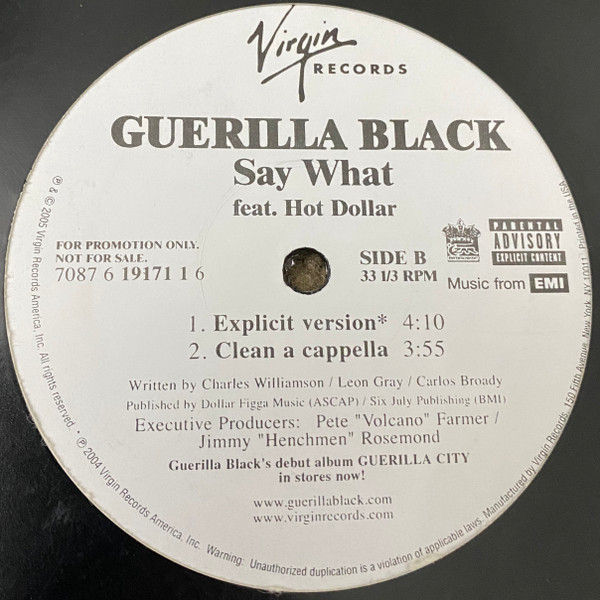 Virgin
RECORDS
GUERILLA BLACK
Say What
feat. Hot Dollar
FOR PROMOTION ONLY.
NOT FOR SALE.
7087 6 19171 1 6
SIDE B
33 1/3 RPM
PARENTAL
ADVISORY
EXPLICIT CONTENT
Music from EMI
1. Explicit version* 4:10
2. Clean a cappella 3:55
Written by Charles Williamson / Leon Gray / Carlos Broady
Published by Dollar Figga Music (ASCAP) / Six July Publishing (BMI)
Executive Producers: Pete "Volcano" Farmer /
Jimmy "Henchmen" Rosemond
Guerilla Black's debut album GUERILLA CITY
in stores now!
www.guerillablack.com
www.virginrecords.com
℗ & © 2005 Virgin Records America, Inc. All rights reserved. • ℗ 2004 Virgin Records America, Inc. Warning: Unauthorized duplication is a violation of applicable laws. Manufactured by Virgin Records, 150 Fifth Avenue, New York, NY 10011. Printed in the USA.